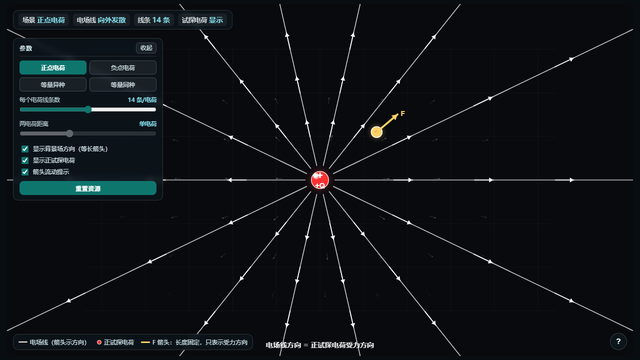 场景 正点电荷 电场线 向外发散 线条 14 条 试探电荷 显示
参数 收起
正点电荷 负点电荷
等量异种 等量同种
每个电荷线条数 14 条/电荷
两电荷距离 单电荷
显示背景场方向（等长箭头）
显示正试探电荷
箭头流动提示
重置资源
F
+Q
电场线（箭头示方向） 正试探电荷 F 箭头：长度固定，只表示受力方向
电场线方向 = 正试探电荷受力方向
?